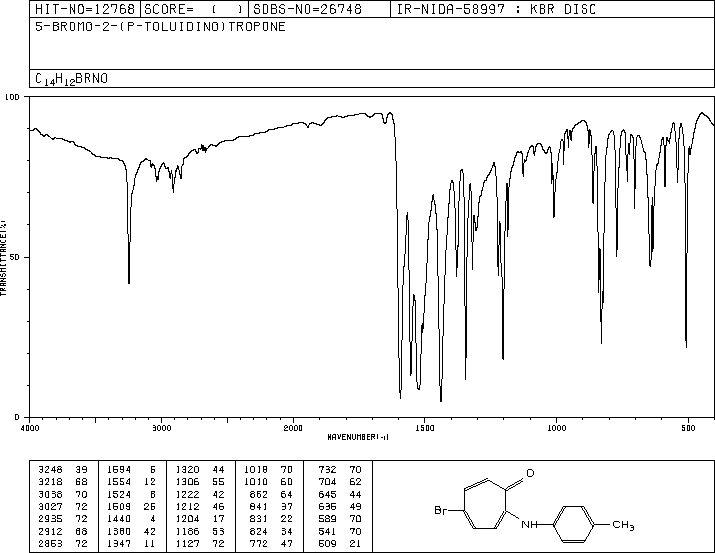 HIT-NO=12768 SCORE= ( ) SDBS-NO=26748 IR-NIDA-58997 : KBR DISC
5-BROMO-2-(P-TOLUIDINO)TROPONE
C14H12BRNO
100
50
0
TRANSMITTANCE(%)
4000 3000 2000 1500 1000 500
WAVENUMBER(-1)
3248 39 1594 6 1320 44 1018 70 732 70
3218 68 1554 12 1306 55 1010 60 704 62
3038 70 1524 8 1222 42 862 64 645 44
3027 72 1509 26 1212 46 841 37 636 49
2935 72 1440 4 1204 17 831 22 589 70
2912 68 1380 42 1186 53 824 34 541 70
2853 72 1347 11 1127 72 772 47 509 21
O
Br
NH
CH3